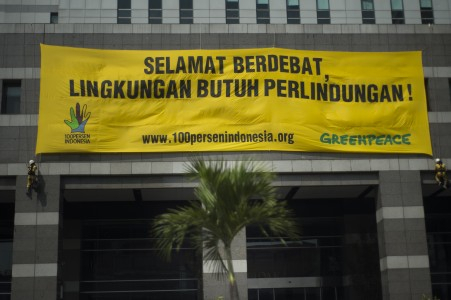 SELAMAT BERDEBAT,
LINGKUNGAN BUTUH PERLINDUNGAN!
100PERSEN
INDONESIA
www.100persenindonesia.org
GREENPEACE